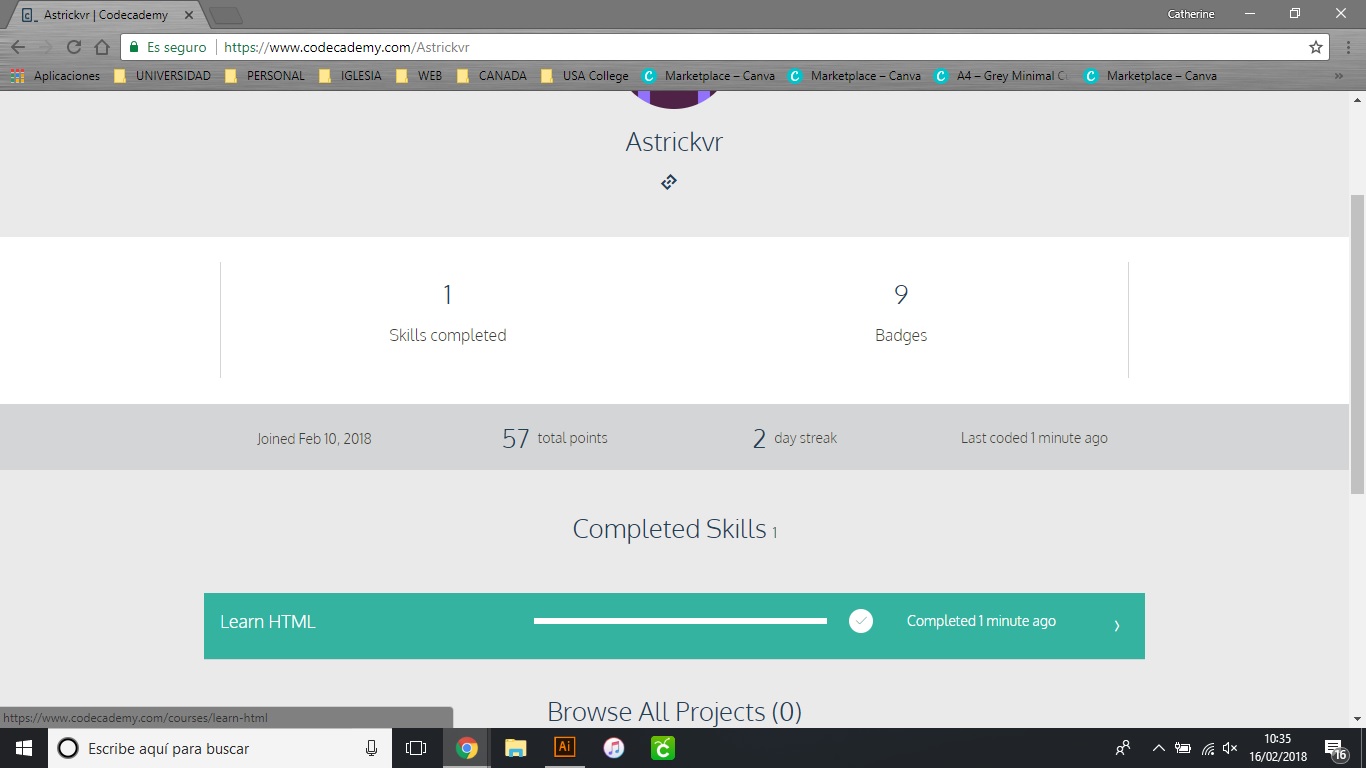 Astrickvr | Codecademy
Catherine
Es seguro https://www.codecademy.com/Astrickvr
Aplicaciones UNIVERSIDAD PERSONAL IGLESIA WEB CANADA USA College Marketplace – Canva Marketplace – Canva A4 – Grey Minimal Marketplace – Canva »
Astrickvr
1
Skills completed
9
Badges
Joined Feb 10, 2018 57 total points 2 day streak Last coded 1 minute ago
Completed Skills 1
Learn HTML Completed 1 minute ago
Browse All Projects (0)
https://www.codecademy.com/courses/learn-html
Escribe aquí para buscar
Ai
10:35
16/02/2018
16